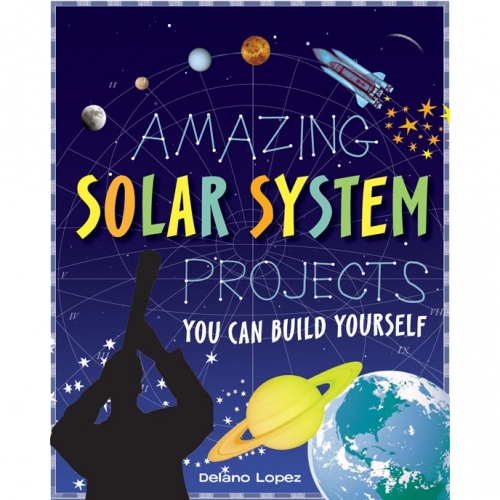 AMAZING
SOLAR SYSTEM
PROJECTS
YOU CAN BUILD YOURSELF
Delano Lopez